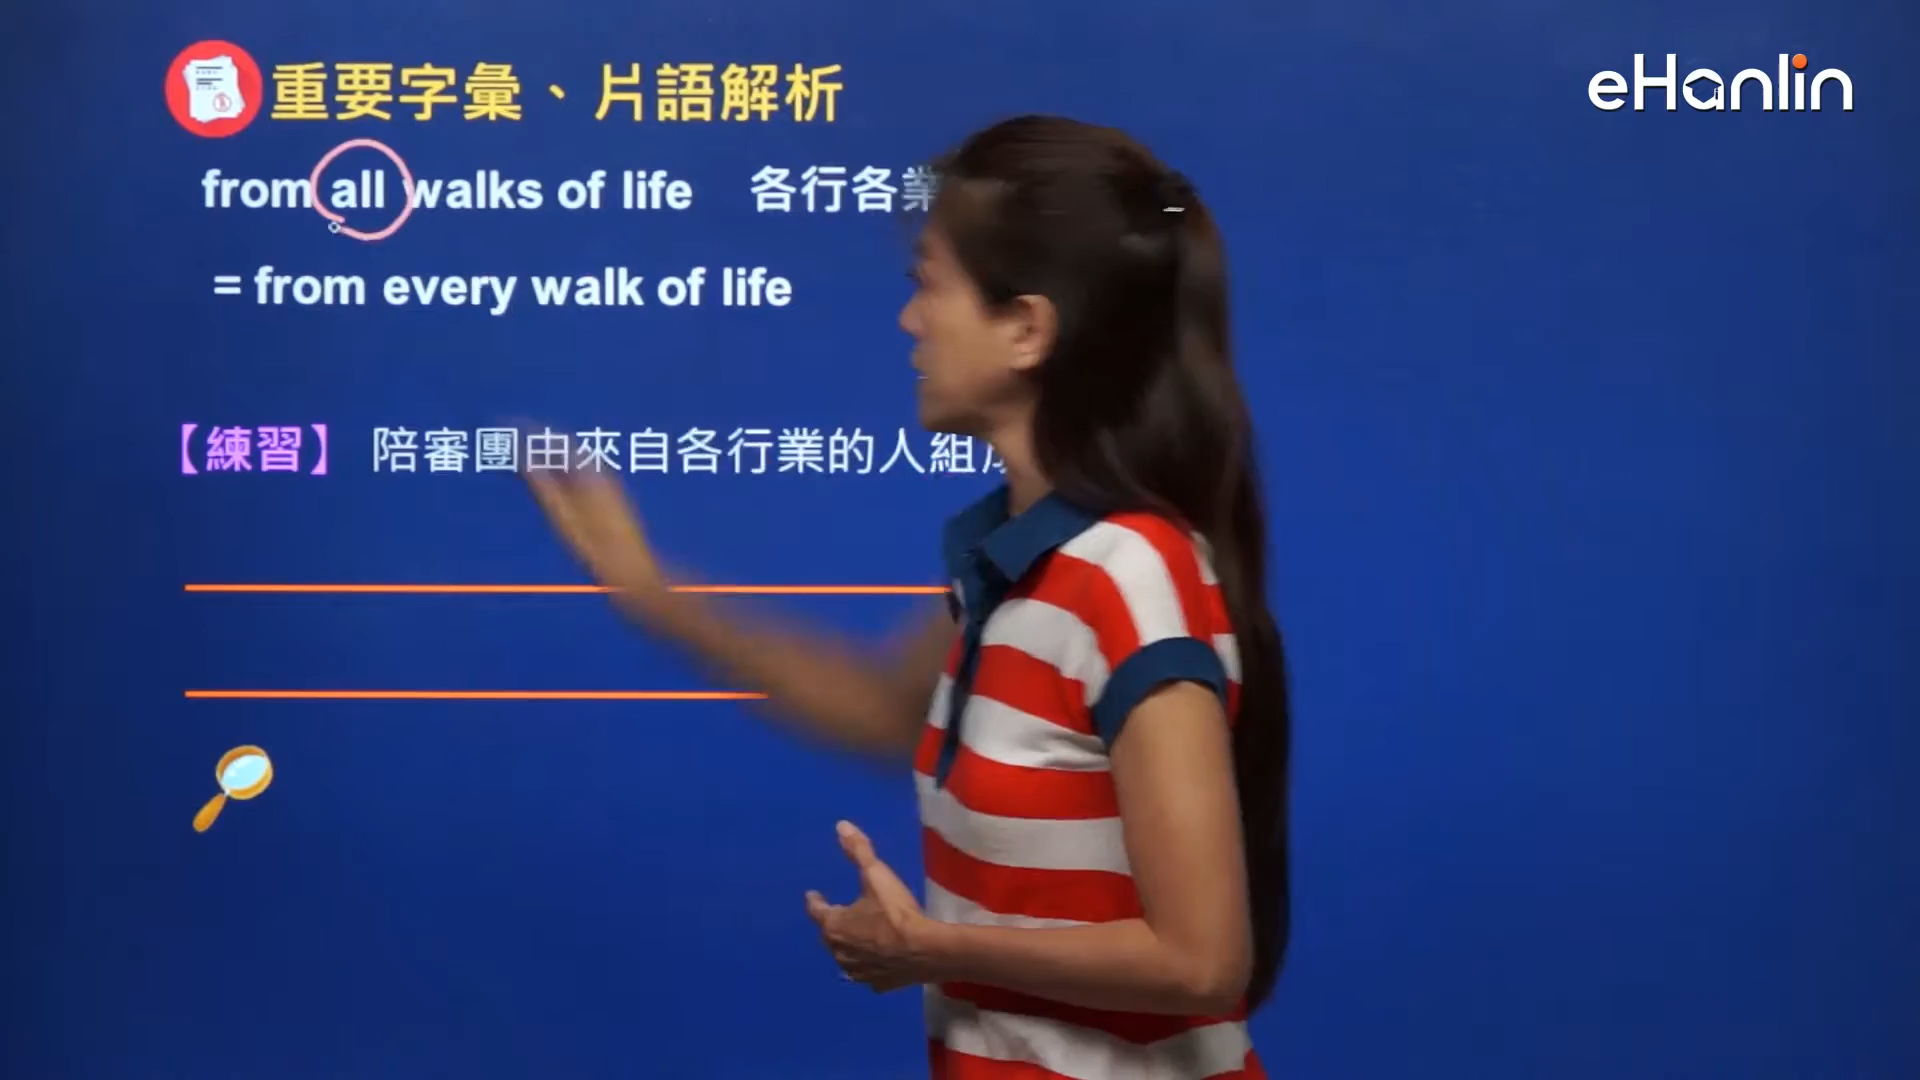 重要字彙、片語解析
eHanlin
from all walks of life 各行各業
= from every walk of life
【練習】 陪審團由來自各行業的人組